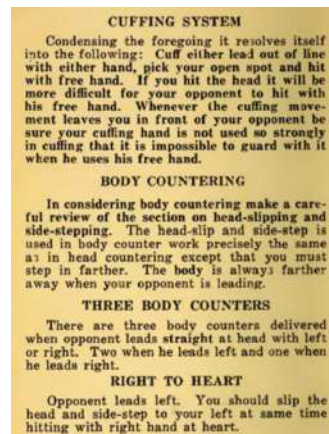 CUFFING SYSTEM
Condensing the foregoing it resolves itself
into the following: Cuff either lead out of line
with either hand, pick your open spot and hit
with free hand. If you hit the head it will be
more difficult for your opponent to hit with
his free hand. Whenever the cuffing move-
ment leaves you in front of your opponent be
sure your cuffing hand is not used so strongly
in cuffing that it is impossible to guard with it
when he uses his free hand.
BODY COUNTERING
In considering body countering make a care-
ful review of the section on head-slipping and
side-stepping. The head-slip and side-step is
used in body counter work precisely the same
as in head countering except that you must
step in farther. The body is always farther
away when your opponent is leading.
THREE BODY COUNTERS
There are three body counters delivered
when opponent leads straight at head with left
or right. Two when he leads left and one when
he leads right.
RIGHT TO HEART
Opponent leads left. You should slip the
head and side-step to your left at same time
hitting with right hand at heart.